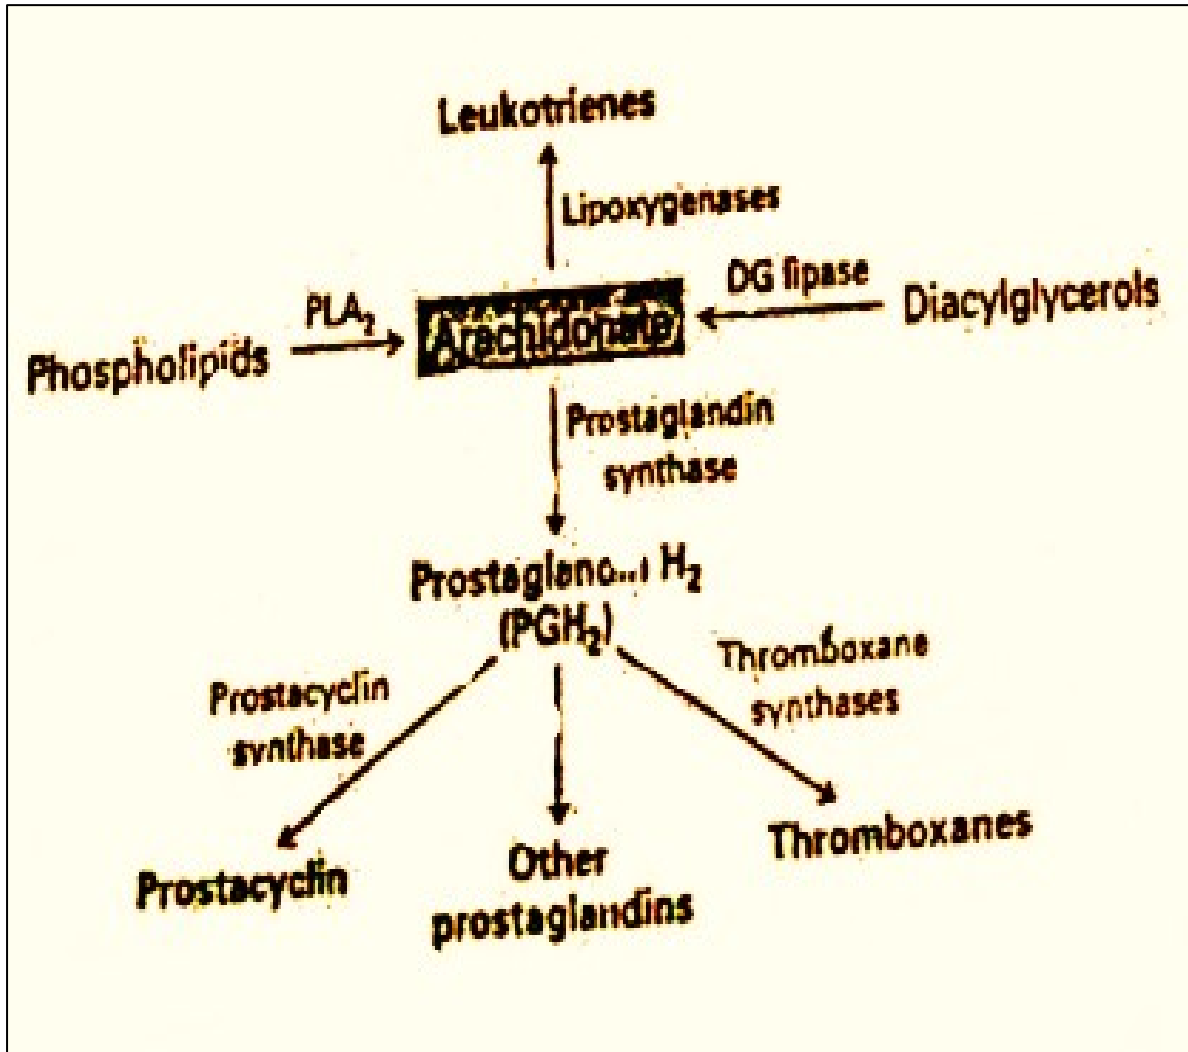 Leukotrienes
Lipoxygenases
DG lipase
Diacylglycerols
PLA₂
Arachidonate
Phospholipids
Prostaglandin
synthase
H₂
(PGH₂)
Prostacyclin
synthase
Thromboxane
synthases
Prostacyclin
Other
prostaglandins
Thromboxanes